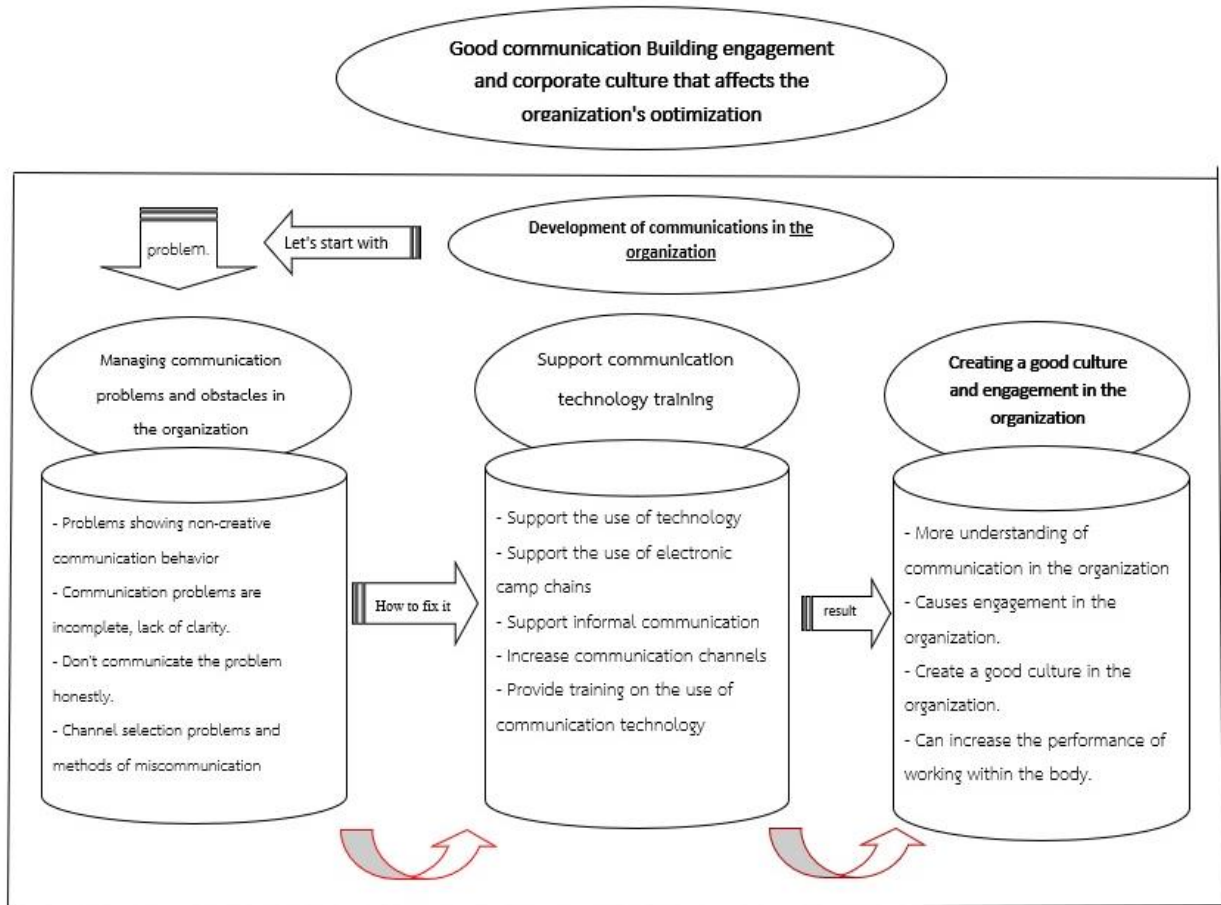 Good communication Building engagement
and corporate culture that affects the
organization's optimization
problem.
Let's start with
Development of communications in the
organization
Managing communication
problems and obstacles in
the organization
Support communication
technology training
Creating a good culture
and engagement in the
organization
- Problems showing non-creative
communication behavior
- Communication problems are
incomplete, lack of clarity.
- Don't communicate the problem
honestly.
- Channel selection problems and
methods of miscommunication
How to fix it
- Support the use of technology
- Support the use of electronic
camp chains
- Support informal communication
- Increase communication channels
- Provide training on the use of
communication technology
result
- More understanding of
communication in the organization
- Causes engagement in the
organization.
- Create a good culture in the
organization.
- Can increase the performance of
working within the body.